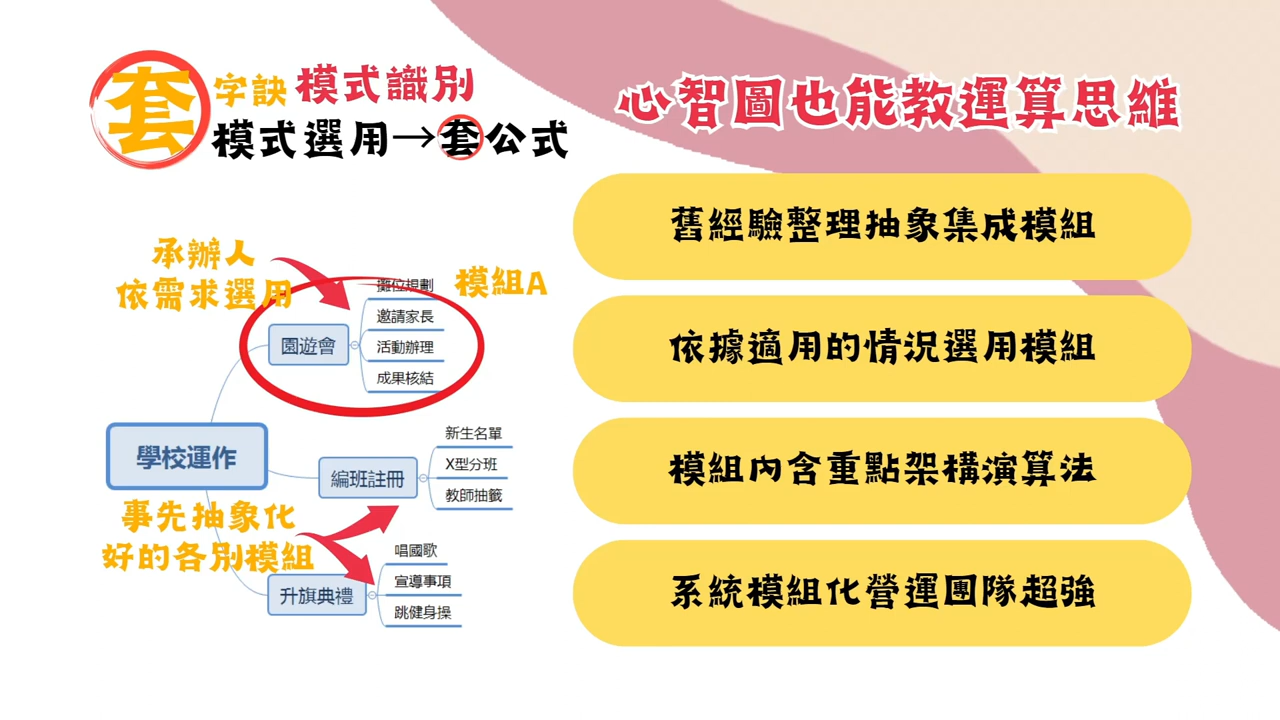 套字訣 模式識別
模式選用→套公式
心智圖也能教運算思維
承辦人
依需求選用
模組A
攤位規劃
邀請家長
園遊會
活動辦理
成果核結
學校運作
新生名單
編班註冊
X型分班
教師抽籤
事先抽象化
好的各別模組
唱國歌
升旗典禮
宣導事項
跳健身操
舊經驗整理抽象集成模組
依據適用的情況選用模組
模組內含重點架構演算法
系統模組化營運團隊超強